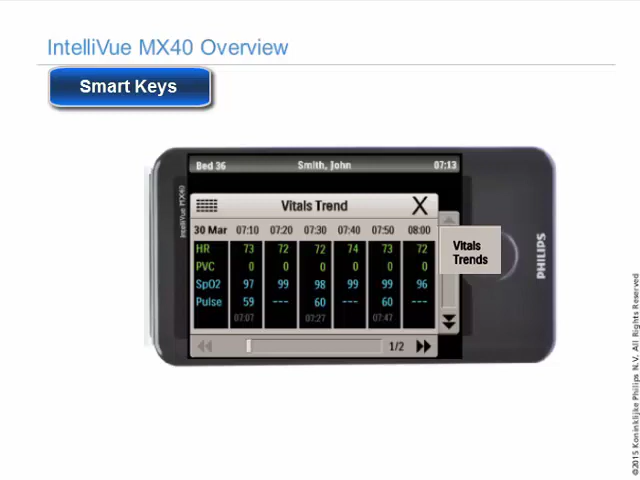 IntelliVue MX40 Overview
Smart Keys
Bed 36 Smith, John 07:13
IntelliVue MX40
Vitals Trend X
30 Mar 07:10 07:20 07:30 07:40 07:50 08:00
HR 73 72 72 74 73 72
PVC 0 0 0 0 0 0
SpO2 97 99 98 99 99 96
Pulse 59 --- 60 --- 60 ---
07:07 07:27 07:47
1/2
Vitals
Trends
PHILIPS
©2015 Koninklijke Philips N.V. All Rights Reserved